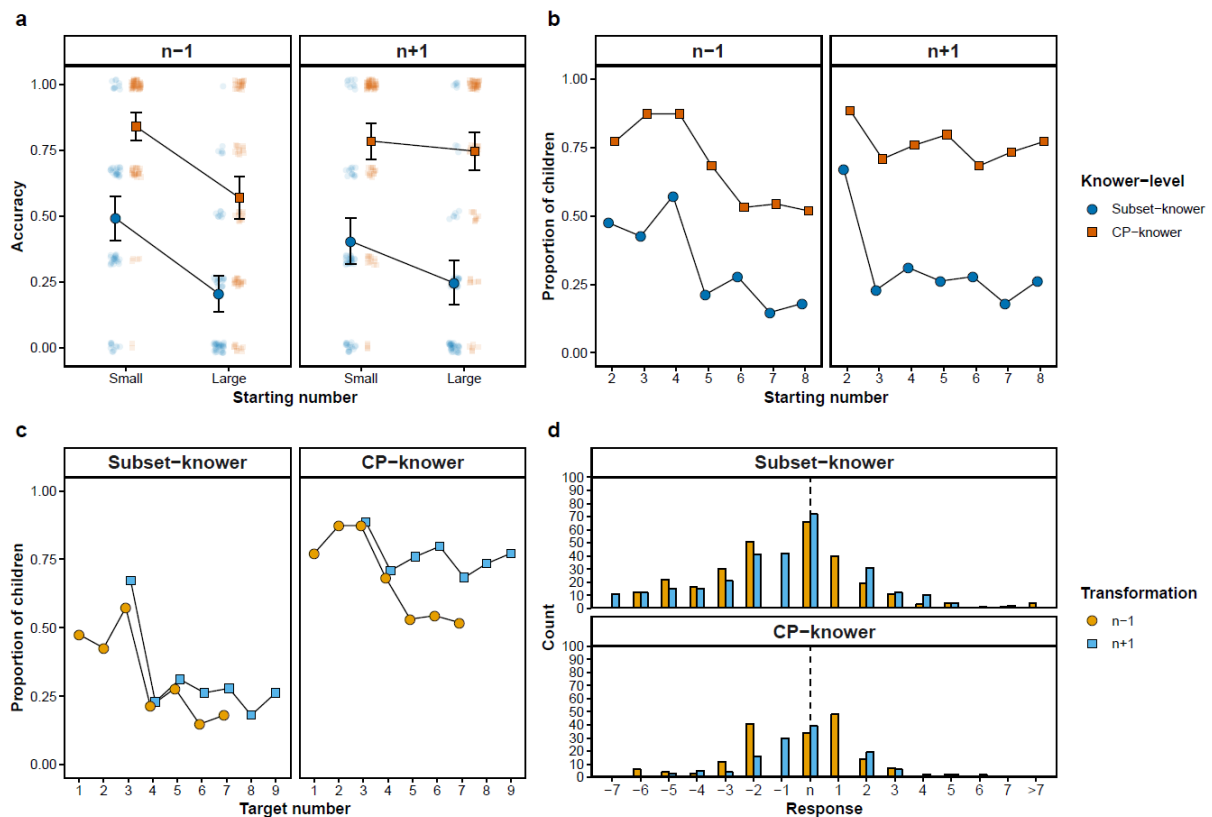 a
n−1
n+1
Accuracy
1.00
0.75
0.50
0.25
0.00
Small
Large
Small
Large
Starting number
b
n−1
n+1
Proportion of children
1.00
0.75
0.50
0.25
0.00
2 3 4 5 6 7 8
2 3 4 5 6 7 8
Starting number
Knower−level
Subset−knower
CP−knower
c
Subset−knower
CP−knower
Proportion of children
1.00
0.75
0.50
0.25
0.00
1 2 3 4 5 6 7 8 9
1 2 3 4 5 6 7 8 9
Target number
d
Subset−knower
100
90
80
70
60
50
40
30
20
10
0
CP−knower
Count
100
90
80
70
60
50
40
30
20
10
0
−7 −6 −5 −4 −3 −2 −1 n 1 2 3 4 5 6 7 >7
Response
Transformation
n−1
n+1